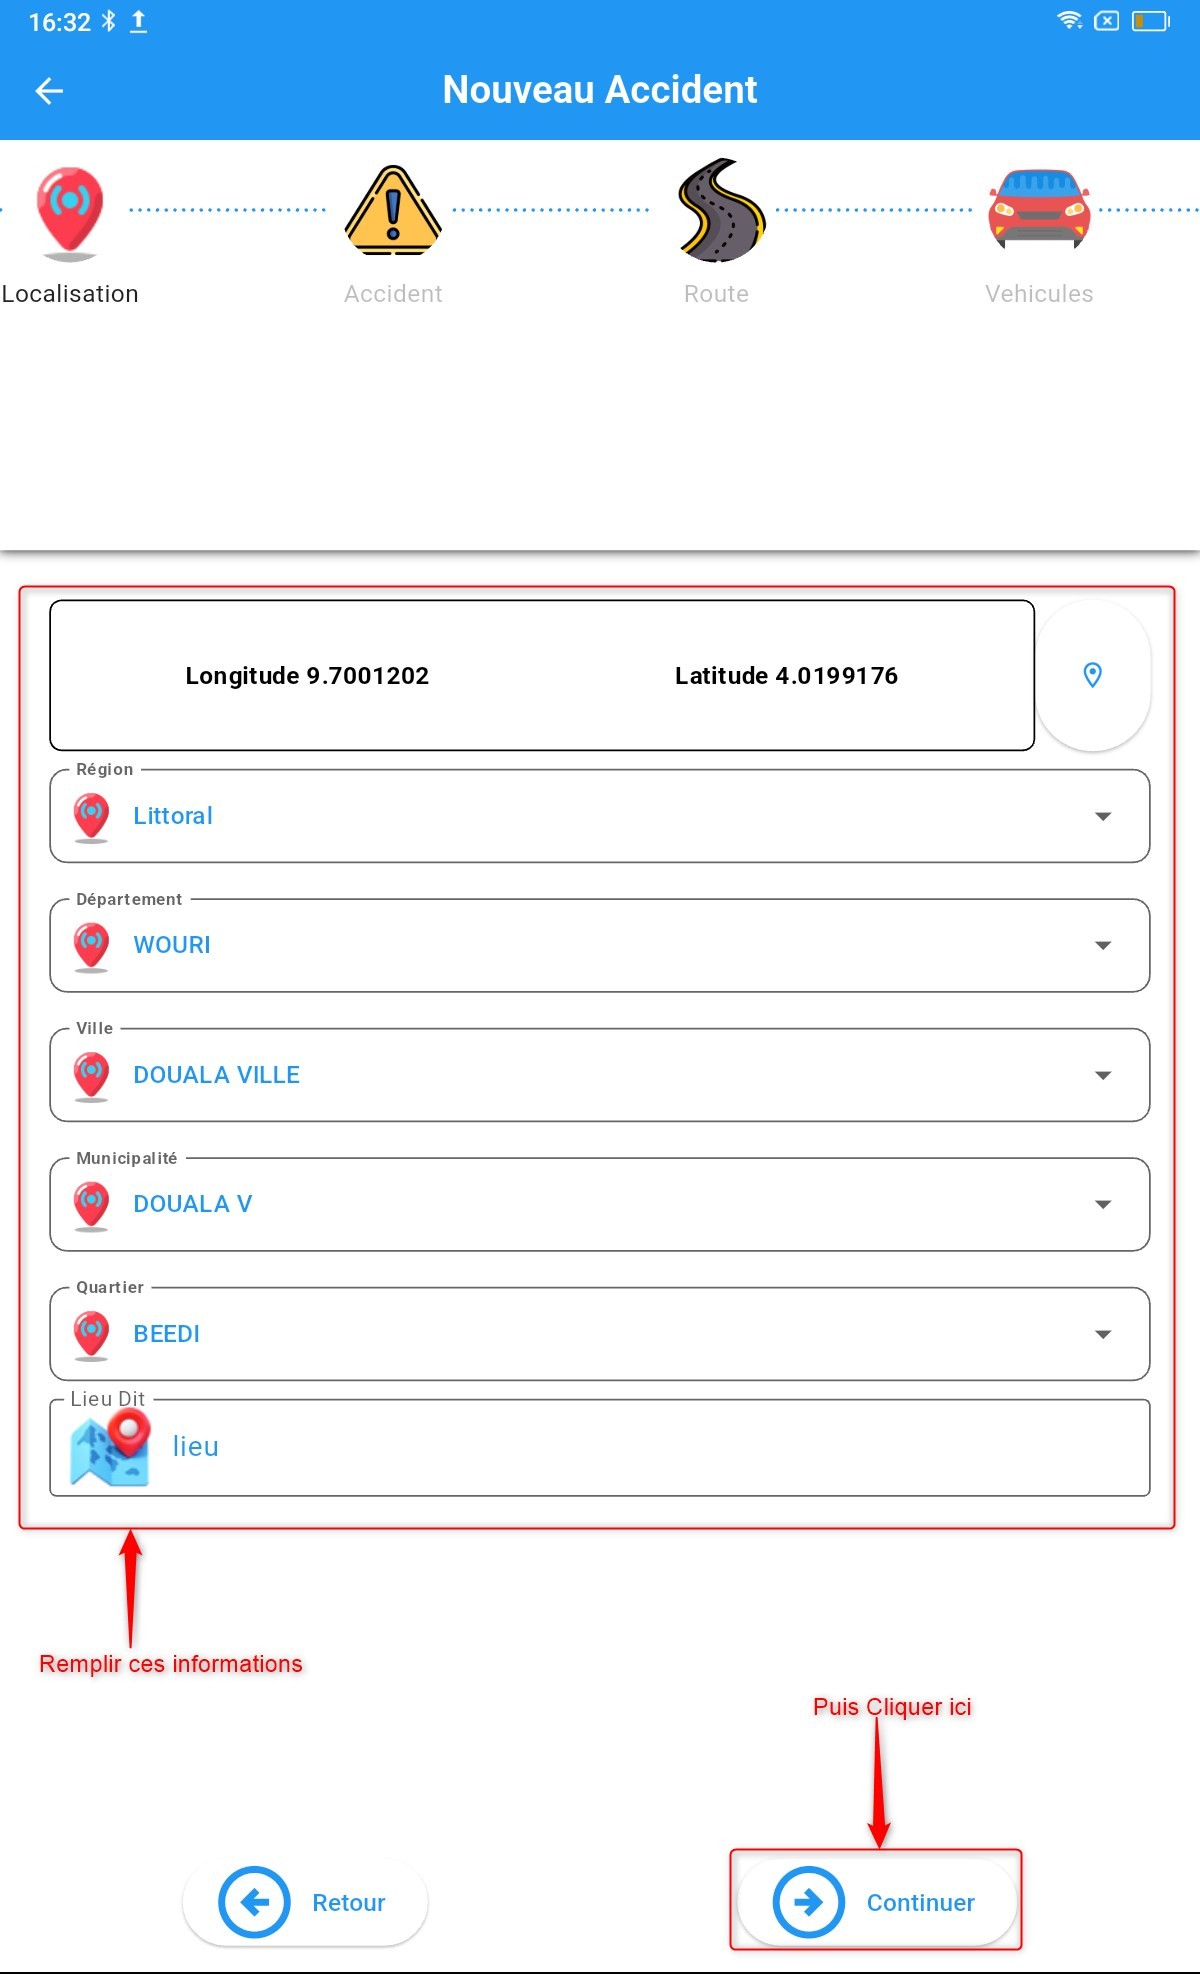 16:32
Nouveau Accident
Localisation Accident Route Vehicules
Longitude 9.7001202 Latitude 4.0199176
Région
Littoral
Département
WOURI
Ville
DOUALA VILLE
Municipalité
DOUALA V
Quartier
BEEDI
Lieu Dit
lieu
Remplir ces informations
Puis Cliquer ici
Retour Continuer